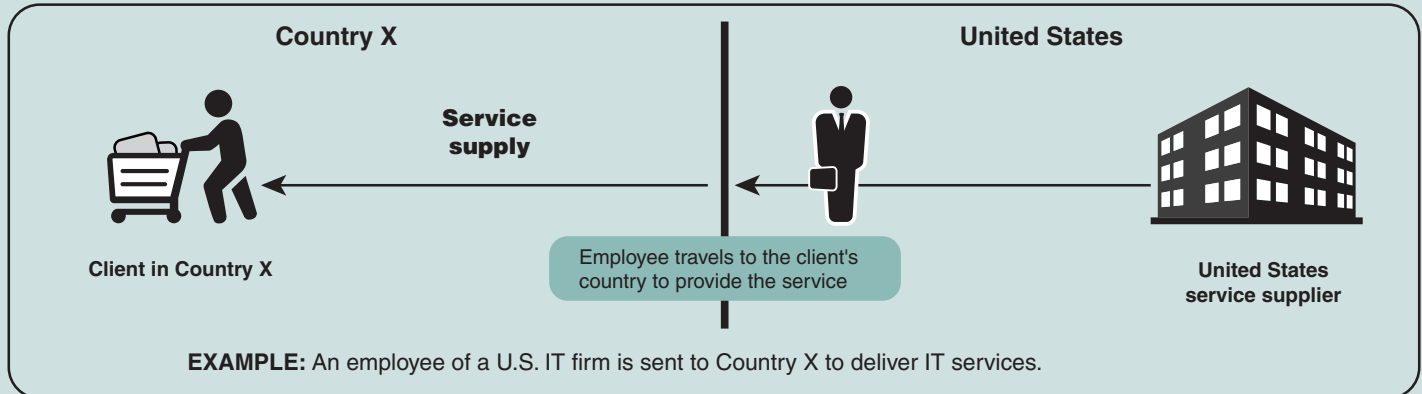 Country X
United States
Service
supply
Employee travels to the client's
country to provide the service
Client in Country X
United States
service supplier
EXAMPLE: An employee of a U.S. IT firm is sent to Country X to deliver IT services.